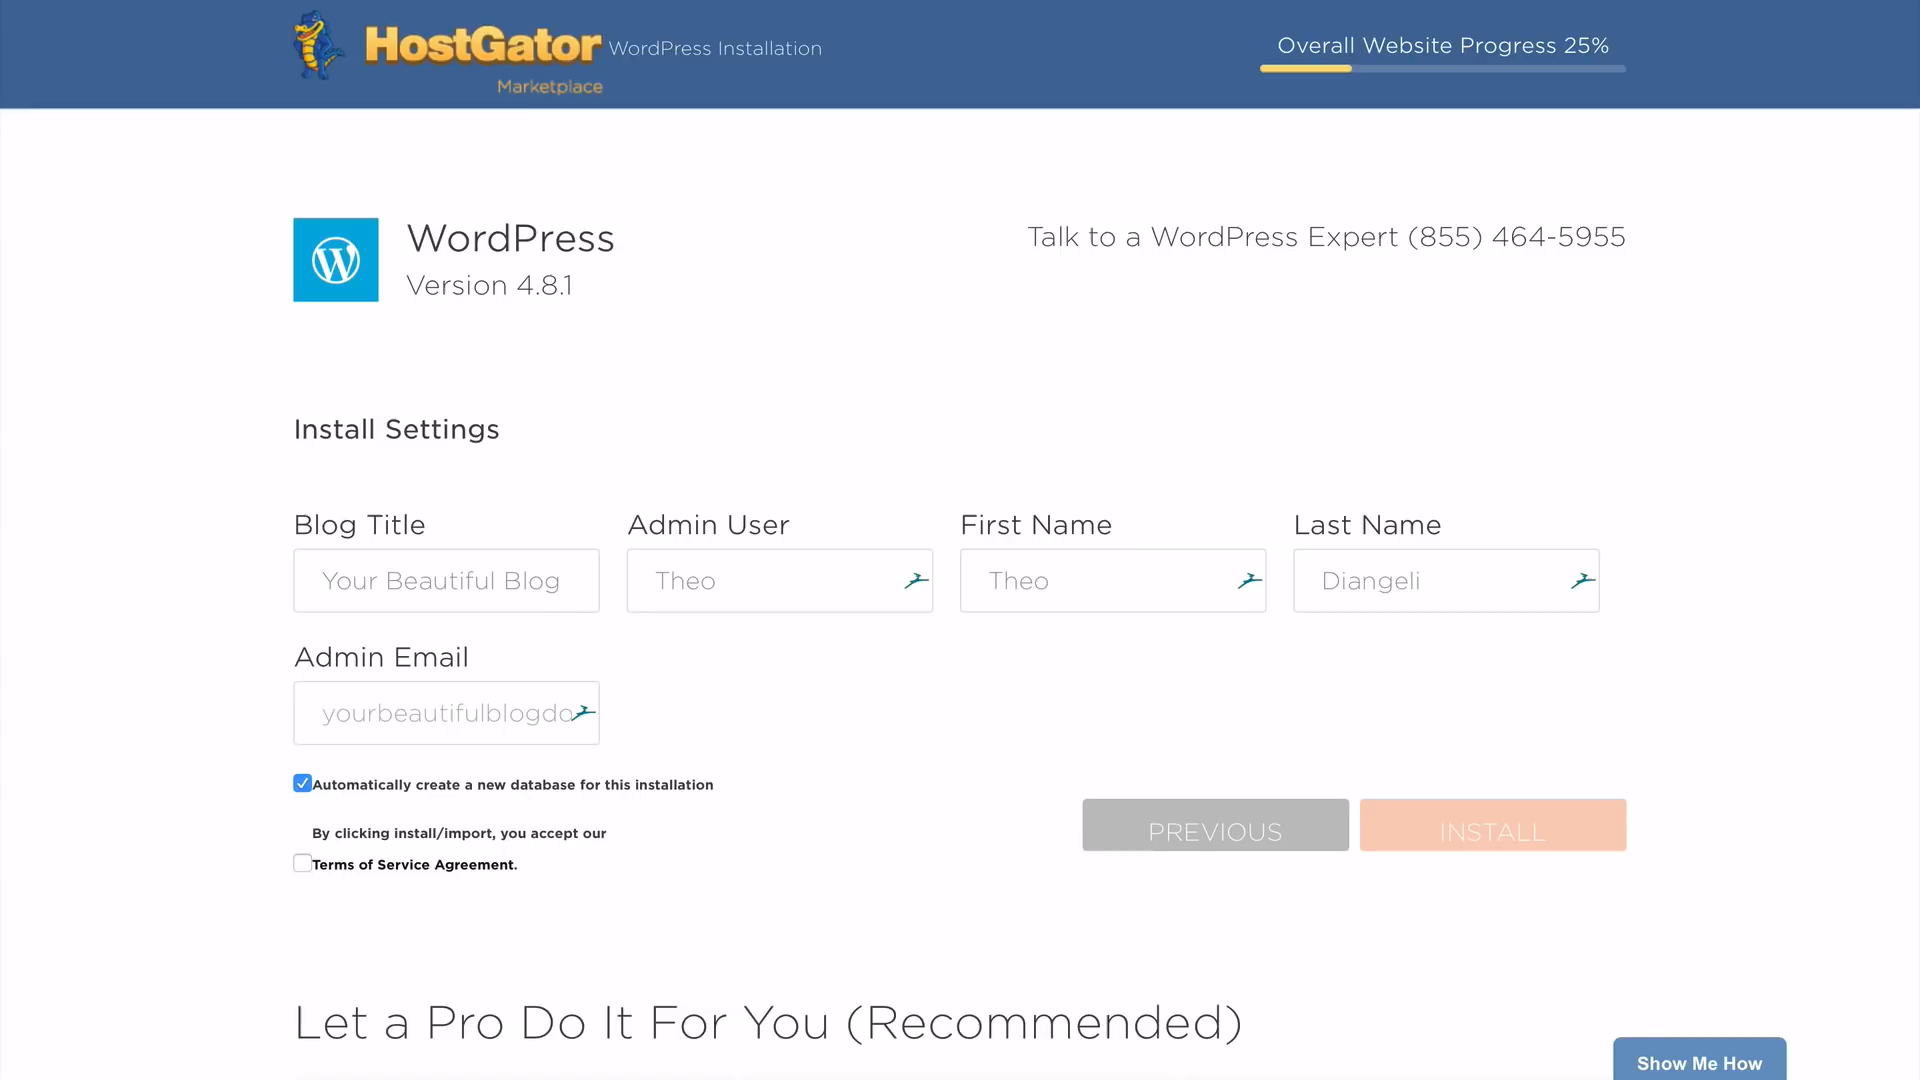 HostGator WordPress Installation
Marketplace
Overall Website Progress 25%
WordPress
Version 4.8.1
Talk to a WordPress Expert (855) 464-5955
Install Settings
Blog Title
Admin User
First Name
Last Name
Your Beautiful Blog
Theo
Theo
Diangeli
Admin Email
yourbeautifulblogdo
Automatically create a new database for this installation
By clicking install/import, you accept our
Terms of Service Agreement.
PREVIOUS
INSTALL
Let a Pro Do It For You (Recommended)
Show Me How